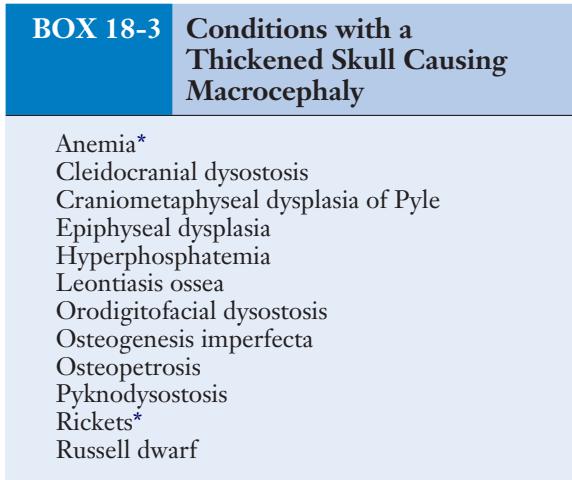 BOX 18-3 Conditions with a
Thickened Skull Causing
Macrocephaly
Anemia*
Cleidocranial dysostosis
Craniometaphyseal dysplasia of Pyle
Epiphyseal dysplasia
Hyperphosphatemia
Leontiasis ossea
Orodigitofacial dysostosis
Osteogenesis imperfecta
Osteopetrosis
Pyknodysostosis
Rickets*
Russell dwarf